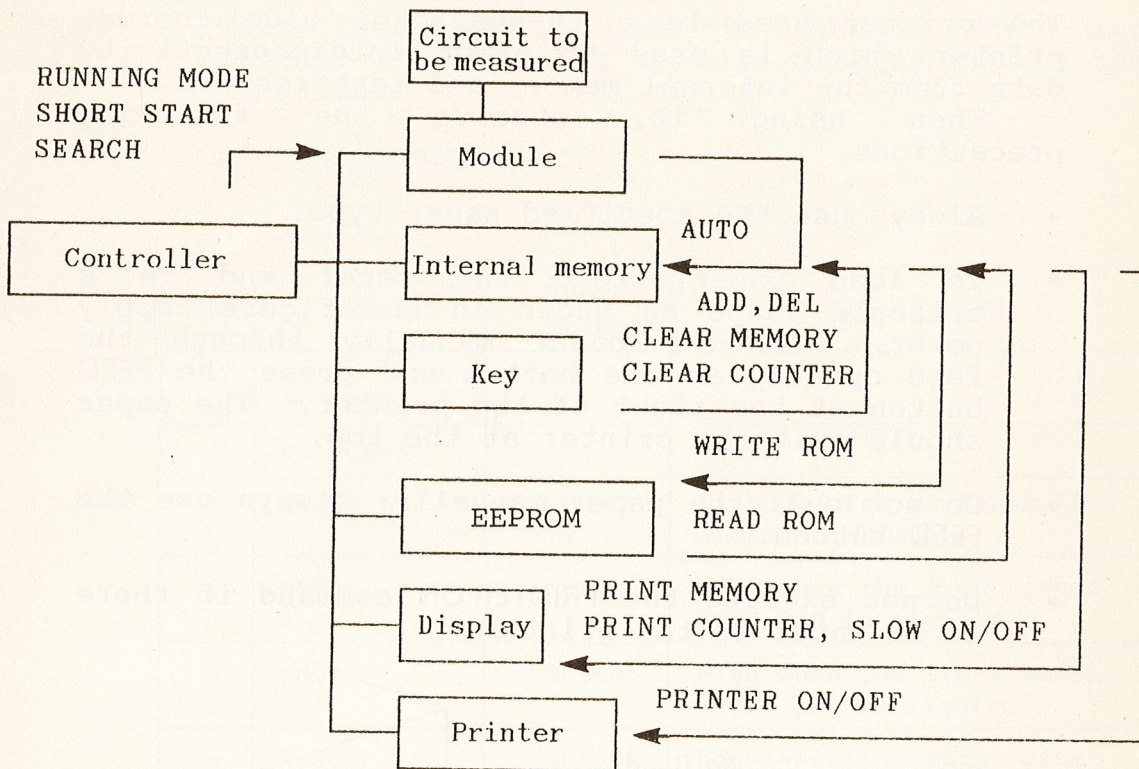 Circuit to
be measured
RUNNING MODE
SHORT START
SEARCH
Module
AUTO
Controller
Internal memory
ADD,DEL
CLEAR MEMORY
Key
CLEAR COUNTER
WRITE ROM
EEPROM
READ ROM
PRINT MEMORY
Display
PRINT COUNTER, SLOW ON/OFF
PRINTER ON/OFF
Printer